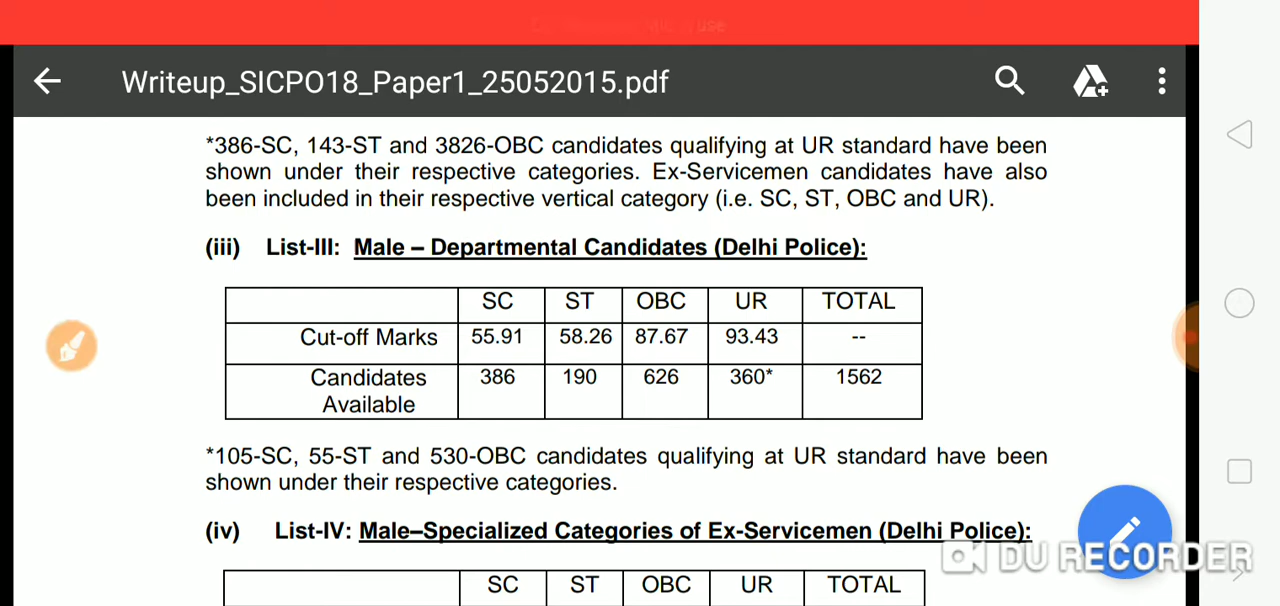 Writeup_SICPO18_Paper1_25052015.pdf
*386-SC, 143-ST and 3826-OBC candidates qualifying at UR standard have been
shown under their respective categories. Ex-Servicemen candidates have also
been included in their respective vertical category (i.e. SC, ST, OBC and UR).
(iii) List-III: Male – Departmental Candidates (Delhi Police):
SC ST OBC UR TOTAL
Cut-off Marks 55.91 58.26 87.67 93.43 --
Candidates Available 386 190 626 360* 1562
*105-SC, 55-ST and 530-OBC candidates qualifying at UR standard have been
shown under their respective categories.
(iv) List-IV: Male–Specialized Categories of Ex-Servicemen (Delhi Police):
SC ST OBC UR TOTAL
DU RECORDER